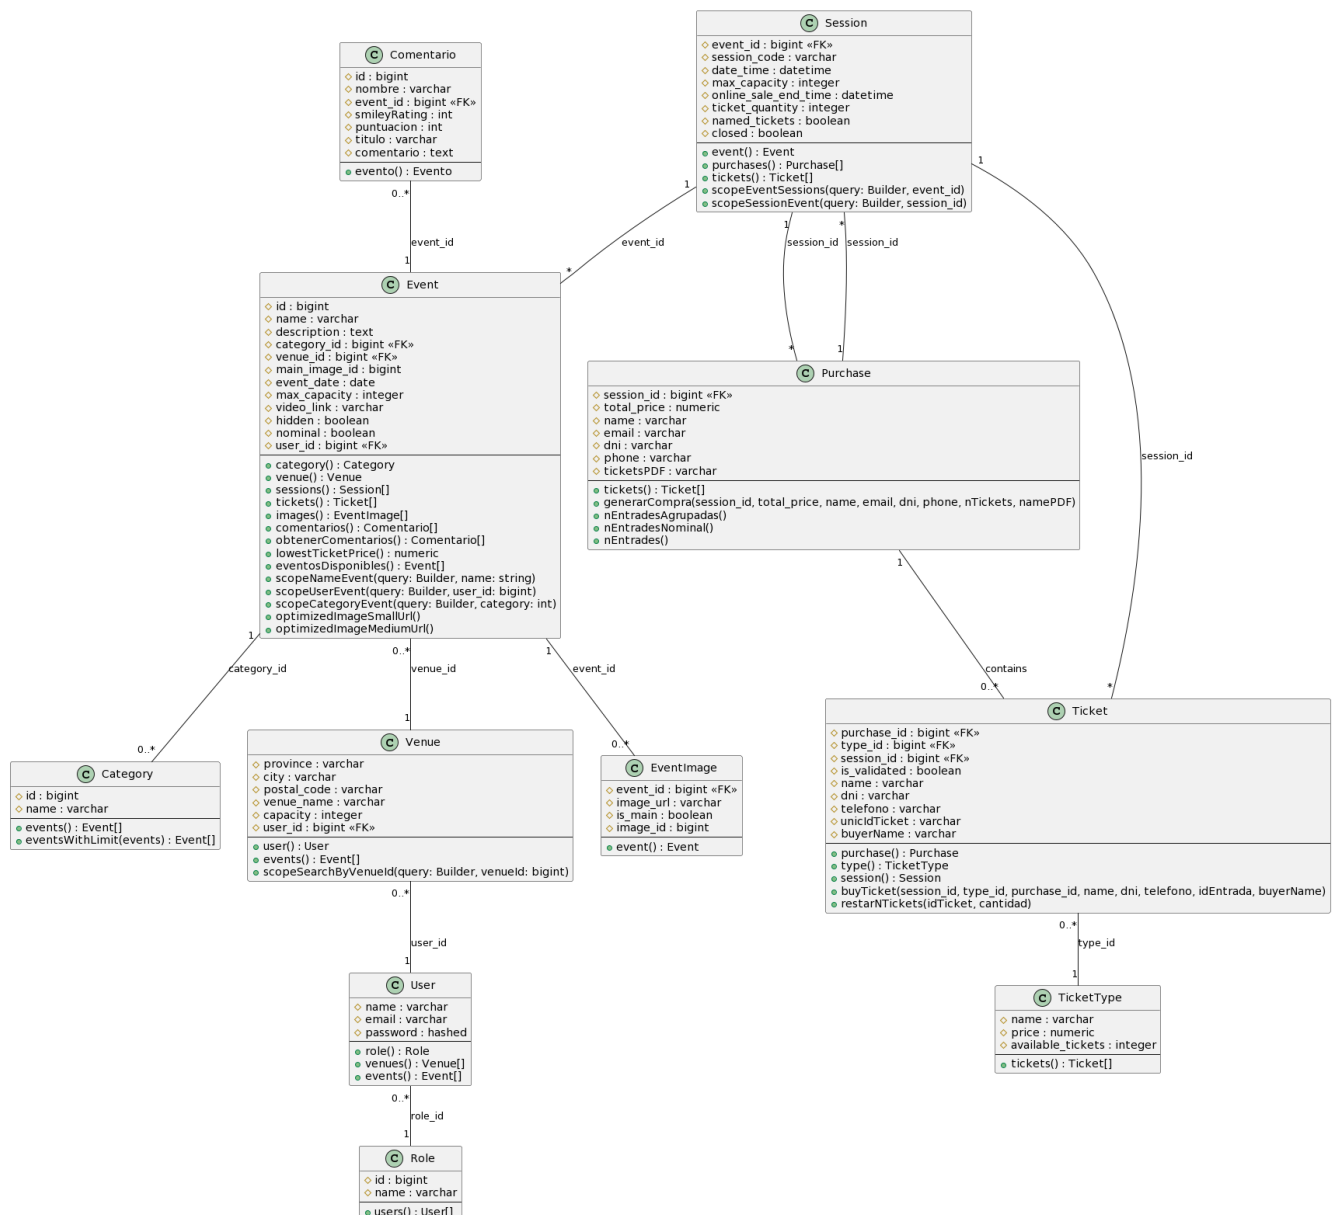 C Session
event_id : bigint «FK»
session_code : varchar
date_time : datetime
max_capacity : integer
online_sale_end_time : datetime
ticket_quantity : integer
named_tickets : boolean
closed : boolean
event() : Event
purchases() : Purchase[]
tickets() : Ticket[]
scopeEventSessions(query: Builder, event_id)
scopeSessionEvent(query: Builder, session_id)
C Comentario
id : bigint
nombre : varchar
event_id : bigint «FK»
smileyRating : int
puntuacion : int
titulo : varchar
comentario : text
evento() : Evento
0..*
event_id
1
1
event_id
*
1
session_id
*
*
session_id
1
1
session_id
*
C Event
id : bigint
name : varchar
description : text
category_id : bigint «FK»
venue_id : bigint «FK»
main_image_id : bigint
event_date : date
max_capacity : integer
video_link : varchar
hidden : boolean
nominal : boolean
user_id : bigint «FK»
category() : Category
venue() : Venue
sessions() : Session[]
tickets() : Ticket[]
images() : EventImage[]
comentarios() : Comentario[]
obtenerComentarios() : Comentario[]
lowestTicketPrice() : numeric
eventosDisponibles() : Event[]
scopeNameEvent(query: Builder, name: string)
scopeUserEvent(query: Builder, user_id: bigint)
scopeCategoryEvent(query: Builder, category: int)
optimizedImageSmallUrl()
optimizedImageMediumUrl()
C Purchase
session_id : bigint «FK»
total_price : numeric
name : varchar
email : varchar
dni : varchar
phone : varchar
ticketsPDF : varchar
tickets() : Ticket[]
generarCompra(session_id, total_price, name, email, dni, phone, nTickets, namePDF)
nEntradesAgrupadas()
nEntradesNominal()
nEntrades()
1
contains
0..*
1
category_id
0..*
0..*
venue_id
1
1
event_id
0..*
C Category
id : bigint
name : varchar
events() : Event[]
eventsWithLimit(events) : Event[]
C Venue
province : varchar
city : varchar
postal_code : varchar
venue_name : varchar
capacity : integer
user_id : bigint «FK»
user() : User
events() : Event[]
scopeSearchByVenueId(query: Builder, venueId: bigint)
C EventImage
event_id : bigint «FK»
image_url : varchar
is_main : boolean
image_id : bigint
event() : Event
C Ticket
purchase_id : bigint «FK»
type_id : bigint «FK»
session_id : bigint «FK»
is_validated : boolean
name : varchar
dni : varchar
telefono : varchar
unicIdTicket : varchar
buyerName : varchar
purchase() : Purchase
type() : TicketType
session() : Session
buyTicket(session_id, type_id, purchase_id, name, dni, telefono, idEntrada, buyerName)
restarNTickets(idTicket, cantidad)
0..*
user_id
1
0..*
type_id
1
C User
name : varchar
email : varchar
password : hashed
role() : Role
venues() : Venue[]
events() : Event[]
C TicketType
name : varchar
price : numeric
available_tickets : integer
tickets() : Ticket[]
0..*
role_id
1
C Role
id : bigint
name : varchar
users() : User[]